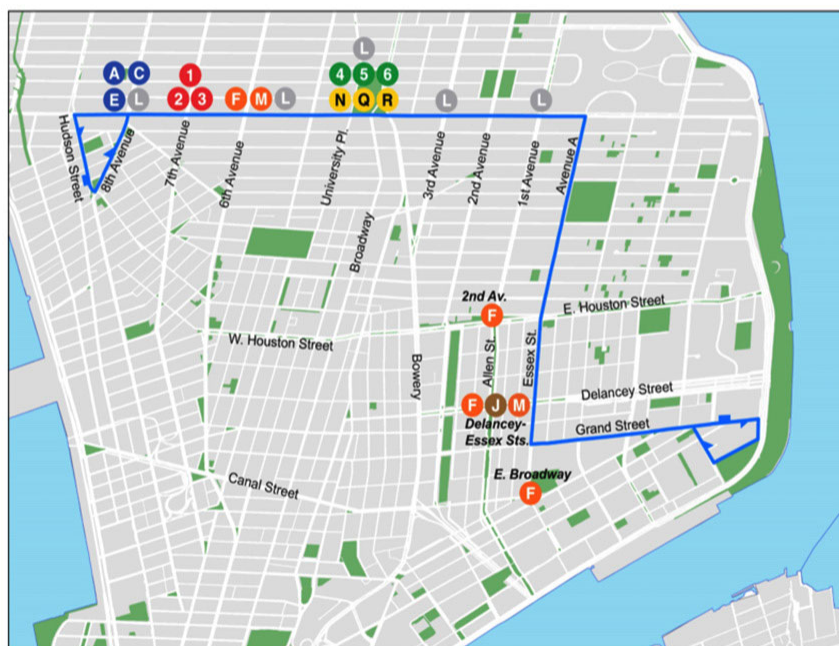 L
A C 1 4 5 6
E L 2 3 F M L N Q R L L
Hudson Street
8th Avenue
7th Avenue
6th Avenue
University Pl.
Broadway
3rd Avenue
2nd Avenue
1st Avenue
Avenue A
2nd Av.
F
E. Houston Street
W. Houston Street
Bowery
Allen St.
Essex St.
Delancey Street
F J M
Delancey-
Essex Sts.
Grand Street
E. Broadway
F
Canal Street